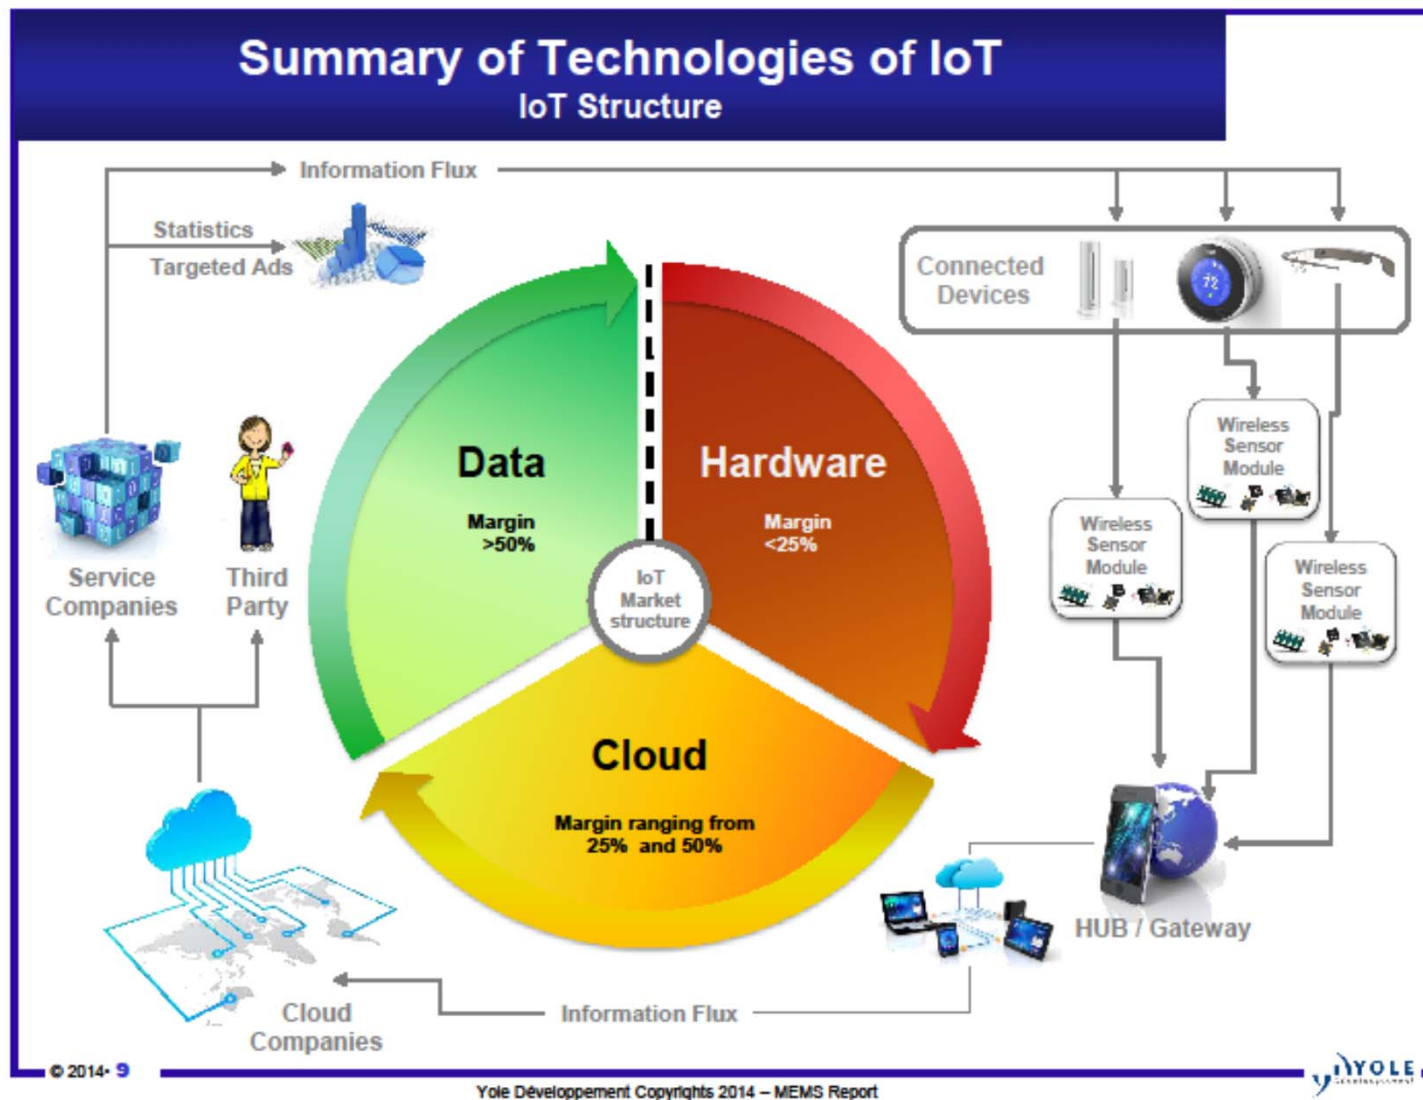 Summary of Technologies of IoT
IoT Structure
Information Flux
Statistics
Targeted Ads
Connected
Devices
72
Data
Margin
>50%
Hardware
Margin
<25%
IoT
Market
structure
Cloud
Margin ranging from
25% and 50%
Service
Companies
Third
Party
Wireless
Sensor
Module
Wireless
Sensor
Module
Wireless
Sensor
Module
HUB / Gateway
Information Flux
Cloud
Companies
© 2014• 9
Yole Développement Copyrights 2014 – MEMS Report
YOLE
Développement